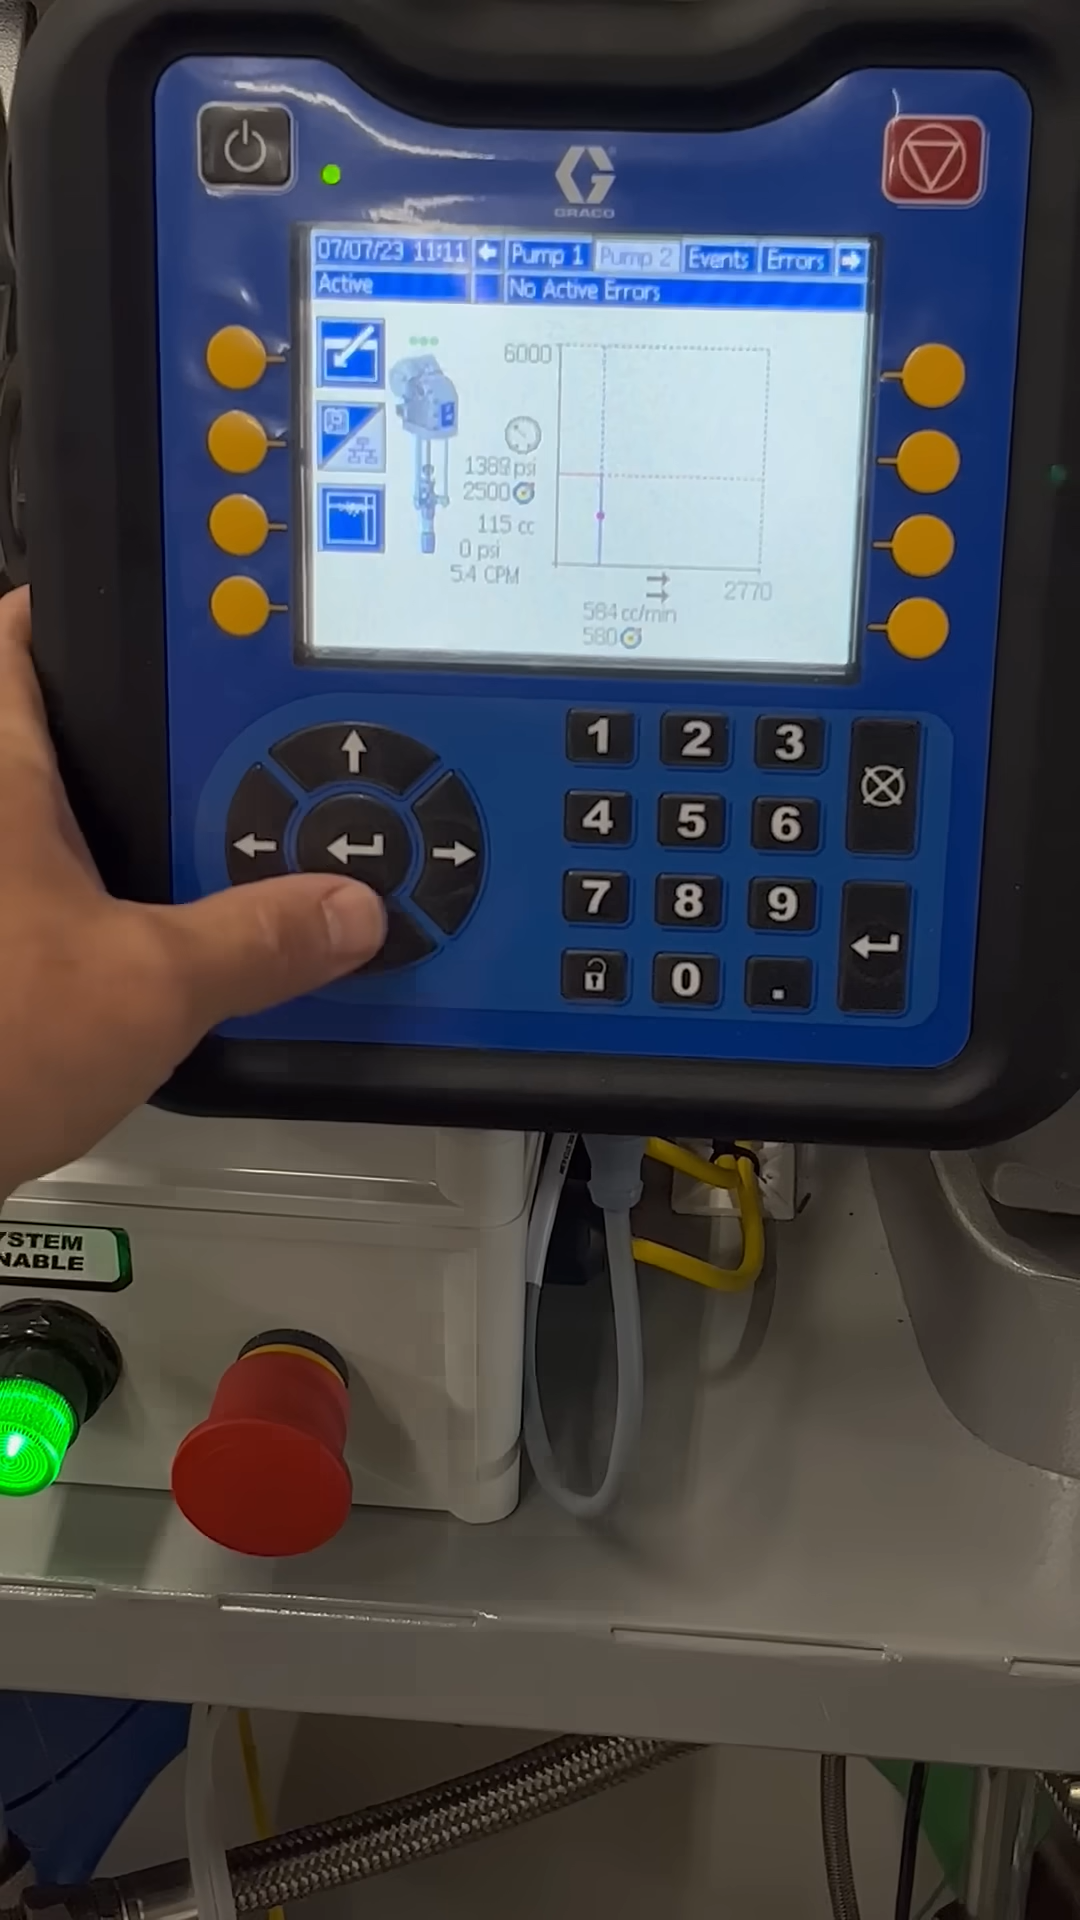 GRACO
07/07/23 11:11 Pump 1 Pump 2 Events Errors
Active No Active Errors
6000
1389 psi
2500
115 cc
0 psi
5.4 CPM
2770
584 cc/min
580
1 2 3
4 5 6
7 8 9
0 .
YSTEM
NABLE